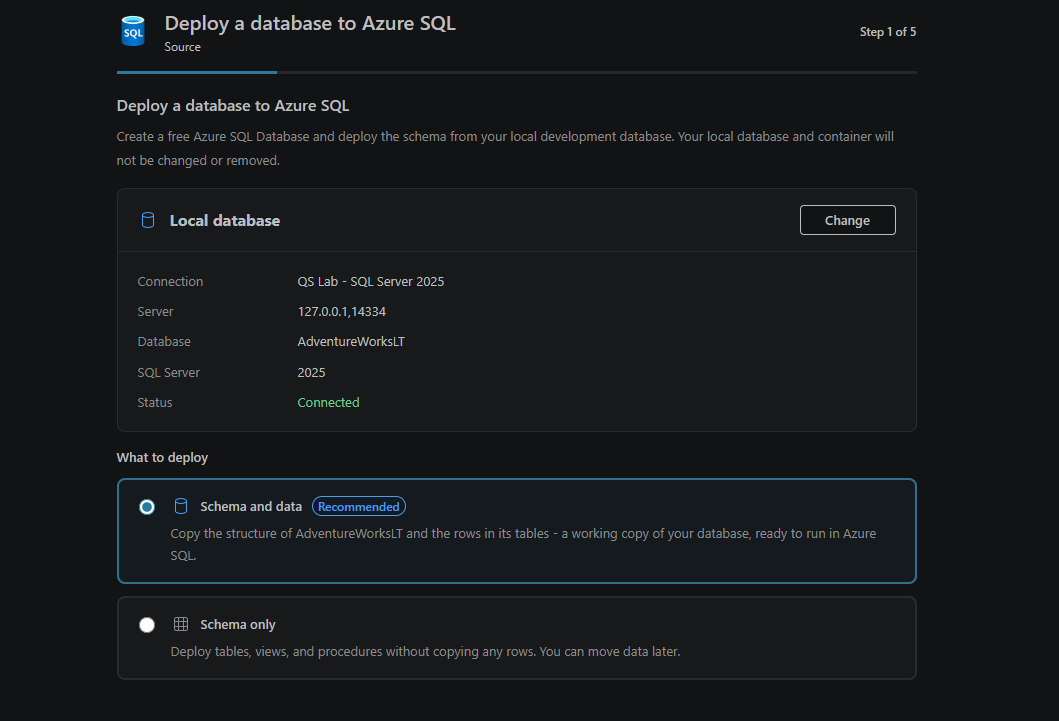 SQL
Deploy a database to Azure SQL
Source
Step 1 of 5
Deploy a database to Azure SQL
Create a free Azure SQL Database and deploy the schema from your local development database. Your local database and container will
not be changed or removed.
Local database
Change
Connection QS Lab - SQL Server 2025
Server 127.0.0.1,14334
Database AdventureWorksLT
SQL Server 2025
Status Connected
What to deploy
Schema and data Recommended
Copy the structure of AdventureWorksLT and the rows in its tables - a working copy of your database, ready to run in Azure
SQL.
Schema only
Deploy tables, views, and procedures without copying any rows. You can move data later.